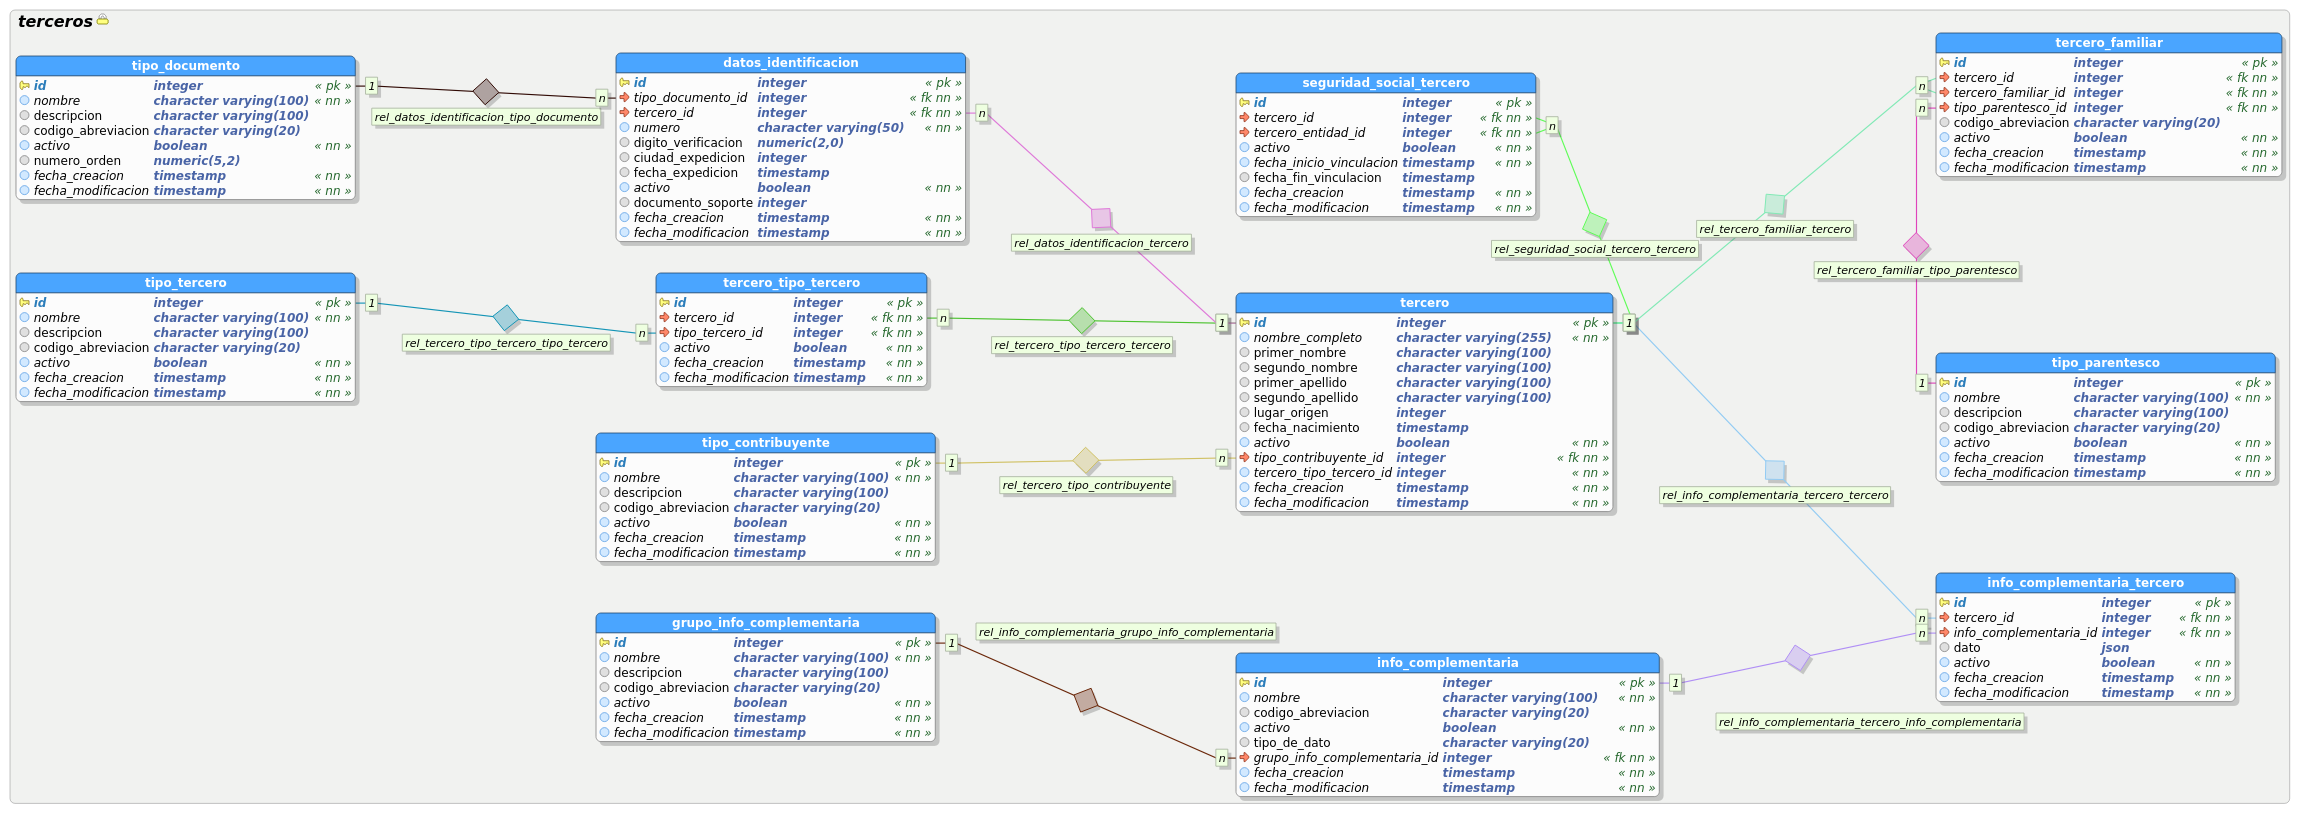 terceros
tipo_documento
id integer « pk »
nombre character varying(100) « nn »
descripcion character varying(100)
codigo_abreviacion character varying(20)
activo boolean « nn »
numero_orden numeric(5,2)
fecha_creacion timestamp « nn »
fecha_modificacion timestamp « nn »
1
n
rel_datos_identificacion_tipo_documento
datos_identificacion
id integer « pk »
tipo_documento_id integer « fk nn »
tercero_id integer « fk nn »
numero character varying(50) « nn »
digito_verificacion numeric(2,0)
ciudad_expedicion integer
fecha_expedicion timestamp
activo boolean « nn »
documento_soporte integer
fecha_creacion timestamp « nn »
fecha_modificacion timestamp « nn »
n
rel_datos_identificacion_tercero
seguridad_social_tercero
id integer « pk »
tercero_id integer « fk nn »
tercero_entidad_id integer « fk nn »
activo boolean « nn »
fecha_inicio_vinculacion timestamp « nn »
fecha_fin_vinculacion timestamp
fecha_creacion timestamp « nn »
fecha_modificacion timestamp « nn »
n
rel_seguridad_social_tercero_tercero
tercero_familiar
id integer « pk »
tercero_id integer « fk nn »
tercero_familiar_id integer « fk nn »
tipo_parentesco_id integer « fk nn »
codigo_abreviacion character varying(20)
activo boolean « nn »
fecha_creacion timestamp « nn »
fecha_modificacion timestamp « nn »
n
n
rel_tercero_familiar_tercero
rel_tercero_familiar_tipo_parentesco
tipo_tercero
id integer « pk »
nombre character varying(100) « nn »
descripcion character varying(100)
codigo_abreviacion character varying(20)
activo boolean « nn »
fecha_creacion timestamp « nn »
fecha_modificacion timestamp « nn »
1
n
rel_tercero_tipo_tercero_tipo_tercero
tercero_tipo_tercero
id integer « pk »
tercero_id integer « fk nn »
tipo_tercero_id integer « fk nn »
activo boolean « nn »
fecha_creacion timestamp « nn »
fecha_modificacion timestamp « nn »
n
1
rel_tercero_tipo_tercero_tercero
tercero
id integer « pk »
nombre_completo character varying(255) « nn »
primer_nombre character varying(100)
segundo_nombre character varying(100)
primer_apellido character varying(100)
segundo_apellido character varying(100)
lugar_origen integer
fecha_nacimiento timestamp
activo boolean « nn »
tipo_contribuyente_id integer « fk nn »
tercero_tipo_tercero_id integer « nn »
fecha_creacion timestamp « nn »
fecha_modificacion timestamp « nn »
1
tipo_parentesco
id integer « pk »
nombre character varying(100) « nn »
descripcion character varying(100)
codigo_abreviacion character varying(20)
activo boolean « nn »
fecha_creacion timestamp « nn »
fecha_modificacion timestamp « nn »
1
tipo_contribuyente
id integer « pk »
nombre character varying(100) « nn »
descripcion character varying(100)
codigo_abreviacion character varying(20)
activo boolean « nn »
fecha_creacion timestamp « nn »
fecha_modificacion timestamp « nn »
1
n
rel_tercero_tipo_contribuyente
rel_info_complementaria_tercero_tercero
grupo_info_complementaria
id integer « pk »
nombre character varying(100) « nn »
descripcion character varying(100)
codigo_abreviacion character varying(20)
activo boolean « nn »
fecha_creacion timestamp « nn »
fecha_modificacion timestamp « nn »
1
n
rel_info_complementaria_grupo_info_complementaria
info_complementaria
id integer « pk »
nombre character varying(100) « nn »
codigo_abreviacion character varying(20)
activo boolean « nn »
tipo_de_dato character varying(20)
grupo_info_complementaria_id integer « fk nn »
fecha_creacion timestamp « nn »
fecha_modificacion timestamp « nn »
1
info_complementaria_tercero
id integer « pk »
tercero_id integer « fk nn »
info_complementaria_id integer « fk nn »
dato json
activo boolean « nn »
fecha_creacion timestamp « nn »
fecha_modificacion timestamp « nn »
n
n
rel_info_complementaria_tercero_info_complementaria